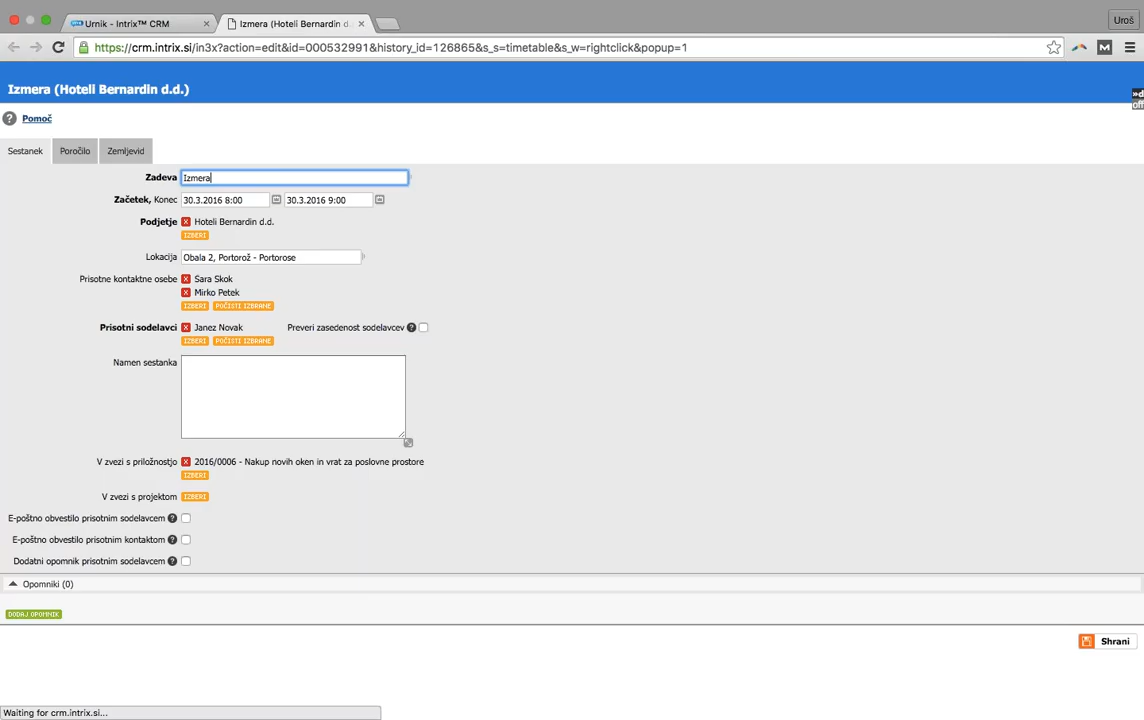 Urnik - Intrix™ CRM
Izmera (Hoteli Bernardin d.d.
Uroš
https://crm.intrix.si/in3x?action=edit&id=000532991&history_id=126865&s_s=timetable&s_w=rightclick&popup=1
M
Izmera (Hoteli Bernardin d.d.)
»d
off
? Pomoč
Sestanek Poročilo Zemljevid
Zadeva Izmera
Začetek, Konec 30.3.2016 8:00 30.3.2016 9:00
Podjetje Hoteli Bernardin d.d.
IZBERI
Lokacija Obala 2, Portorož - Portorose
Prisotne kontaktne osebe Sara Skok
Mirko Petek
IZBERI POČISTI IZBRANE
Prisotni sodelavci Janez Novak Preveri zasedenost sodelavcev ?
IZBERI POČISTI IZBRANE
Namen sestanka
V zvezi s priložnostjo 2016/0006 - Nakup novih oken in vrat za poslovne prostore
IZBERI
V zvezi s projektom IZBERI
E-poštno obvestilo prisotnim sodelavcem ?
E-poštno obvestilo prisotnim kontaktom ?
Dodatni opomnik prisotnim sodelavcem ?
Opomniki (0)
DODAJ OPOMNIK
Shrani
Waiting for crm.intrix.si...